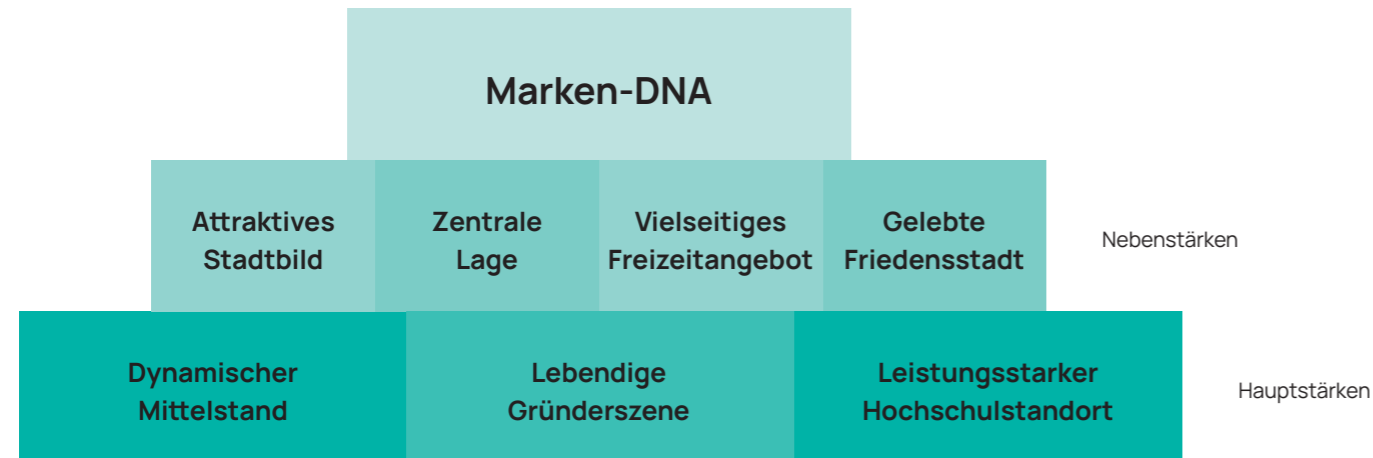 Marken-DNA
Attraktives
Stadtbild
Zentrale
Lage
Vielseitiges
Freizeitangebot
Gelebte
Friedensstadt
Nebenstärken
Dynamischer
Mittelstand
Lebendige
Gründerszene
Leistungsstarker
Hochschulstandort
Hauptstärken